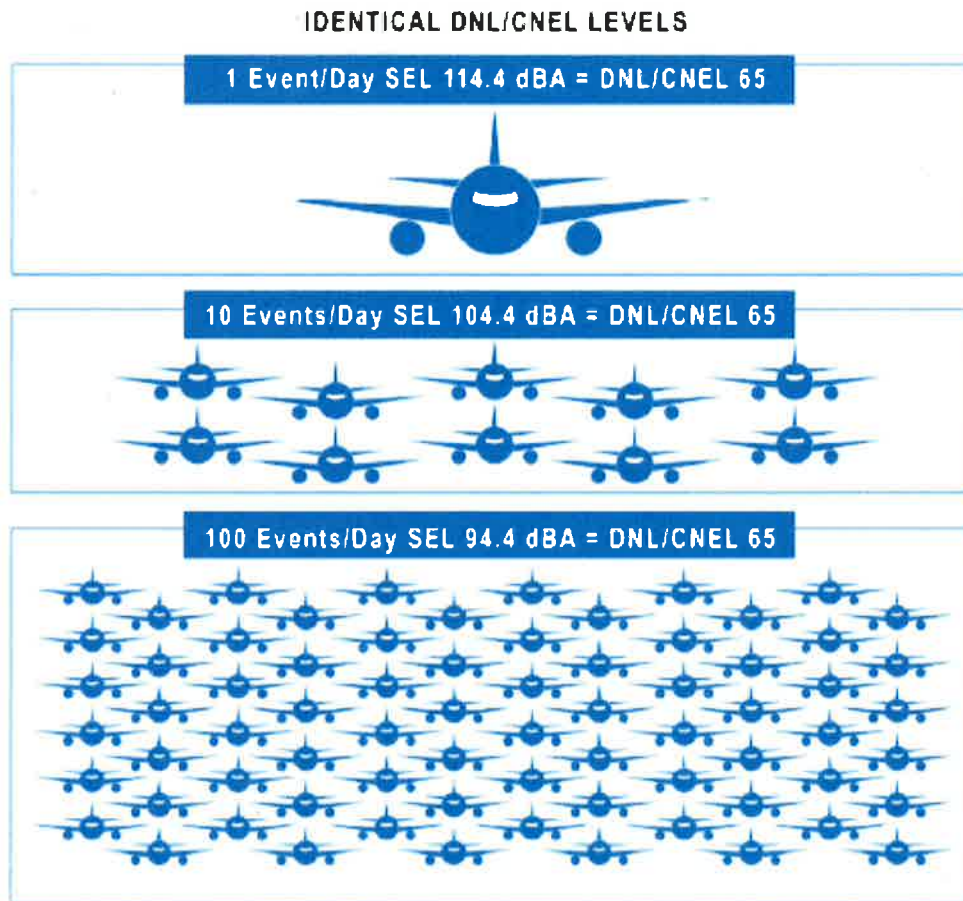 IDENTICAL DNL/CNEL LEVELS
1 Event/Day SEL 114.4 dBA = DNL/CNEL 65
10 Events/Day SEL 104.4 dBA = DNL/CNEL 65
100 Events/Day SEL 94.4 dBA = DNL/CNEL 65